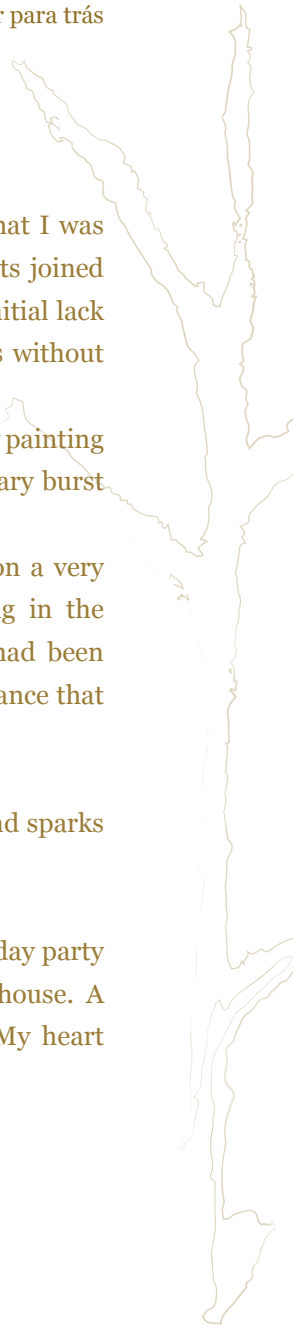 r para trás
hat I was
ts joined
nitial lack
s without
painting
ary burst
on a very
g in the
had been
ance that
nd sparks
day party
house. A
My heart